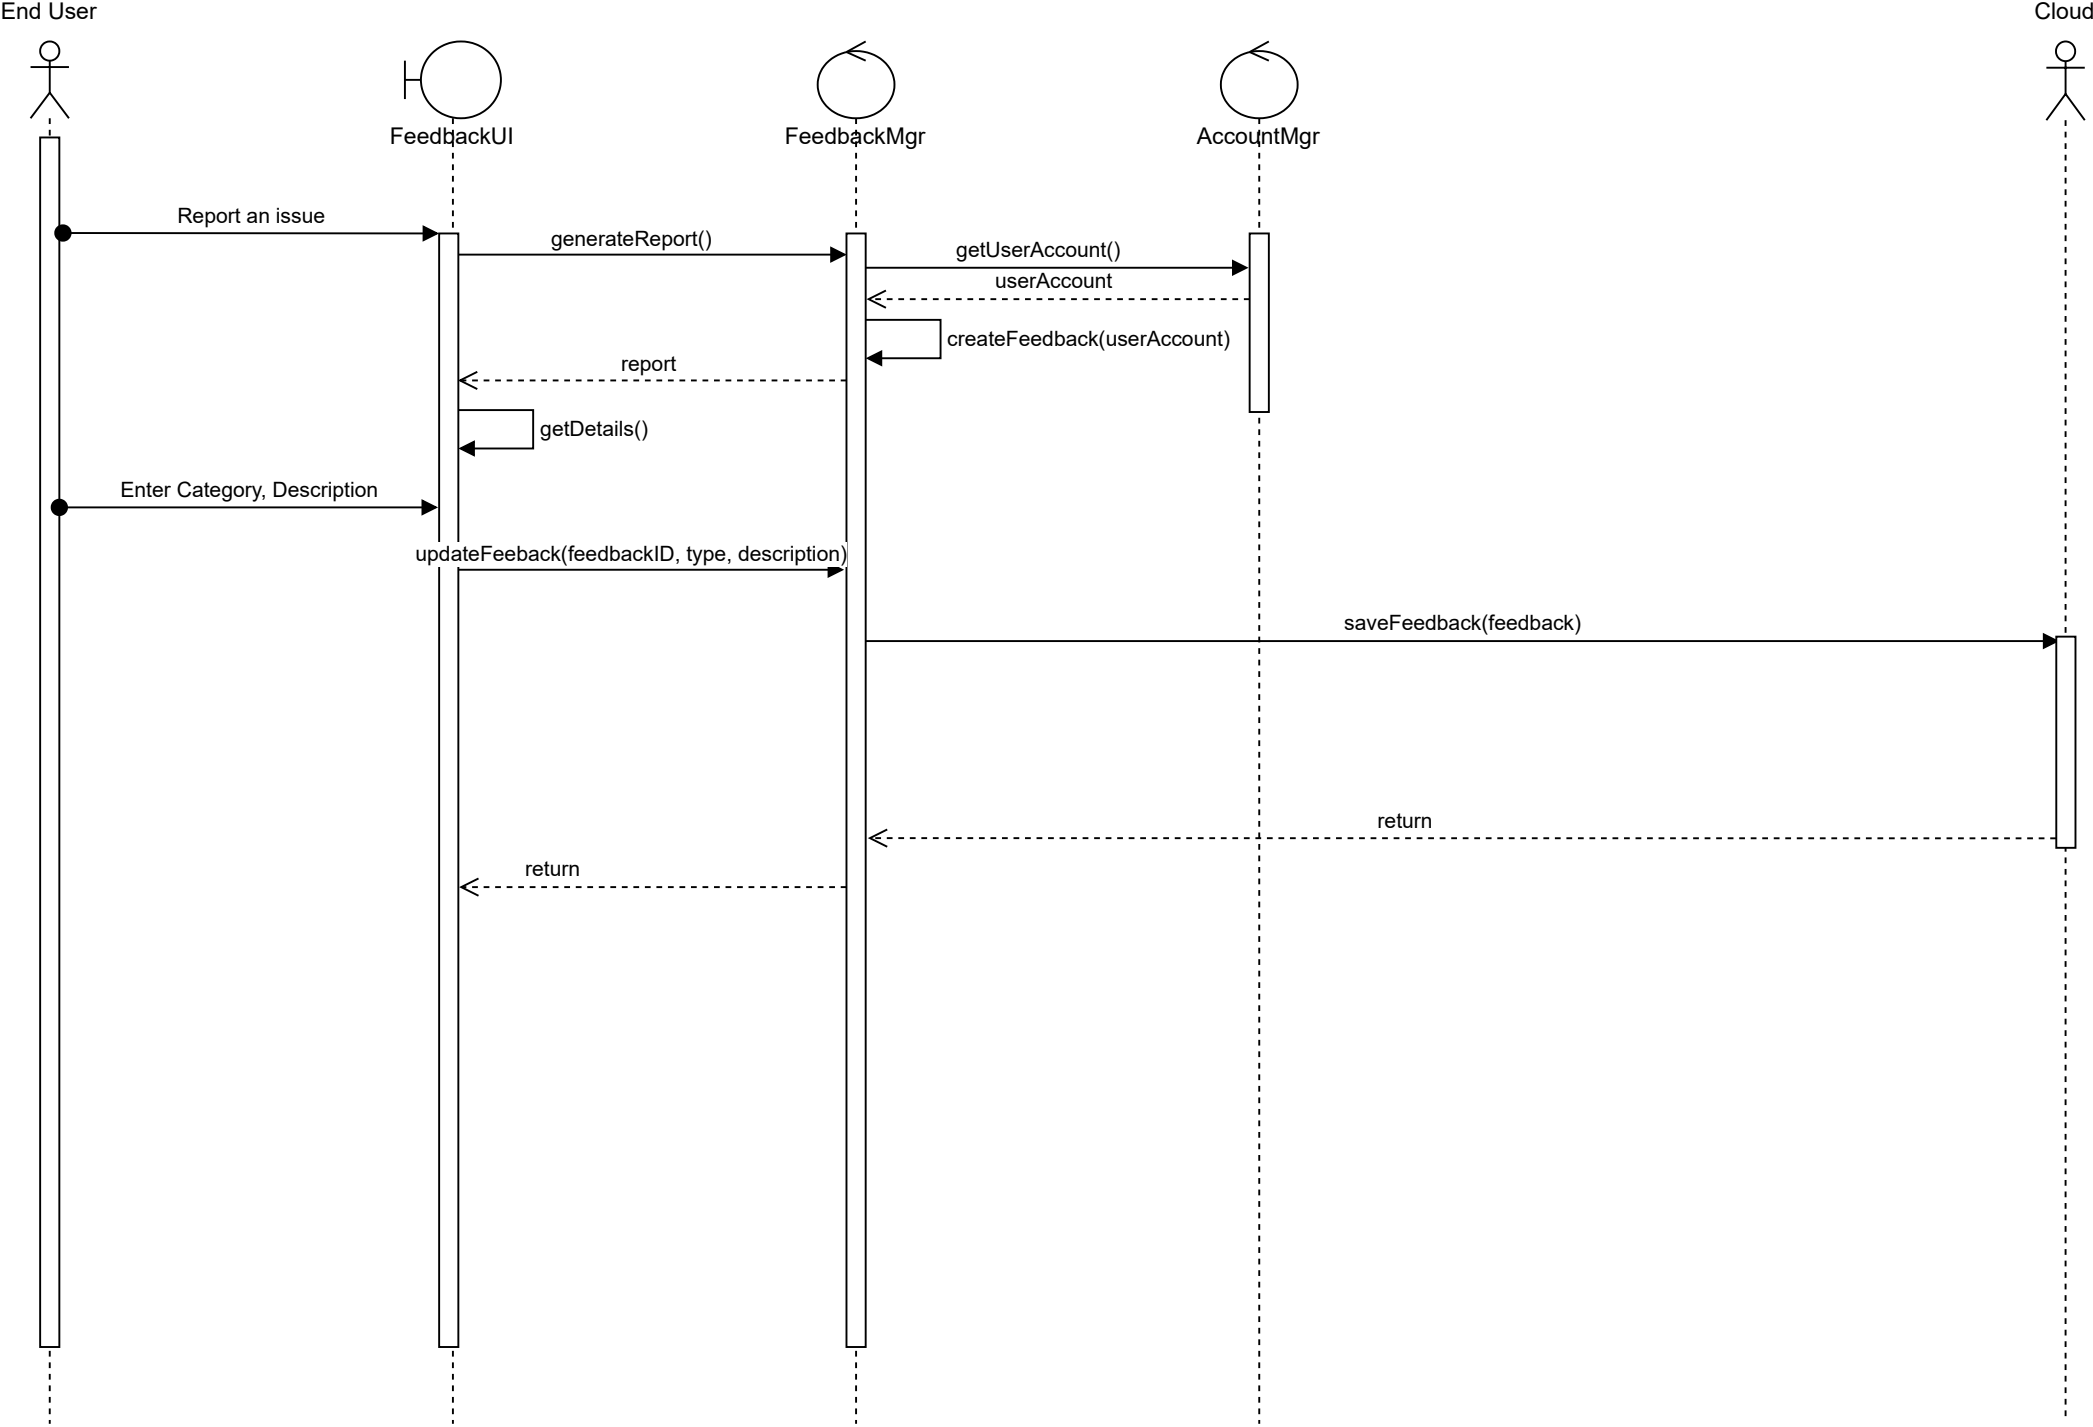 End User
Cloud
FeedbackUI
FeedbackMgr
AccountMgr
Report an issue
generateReport()
getUserAccount()
userAccount
createFeedback(userAccount)
report
getDetails()
Enter Category, Description
updateFeeback(feedbackID, type, description)
saveFeedback(feedback)
return
return